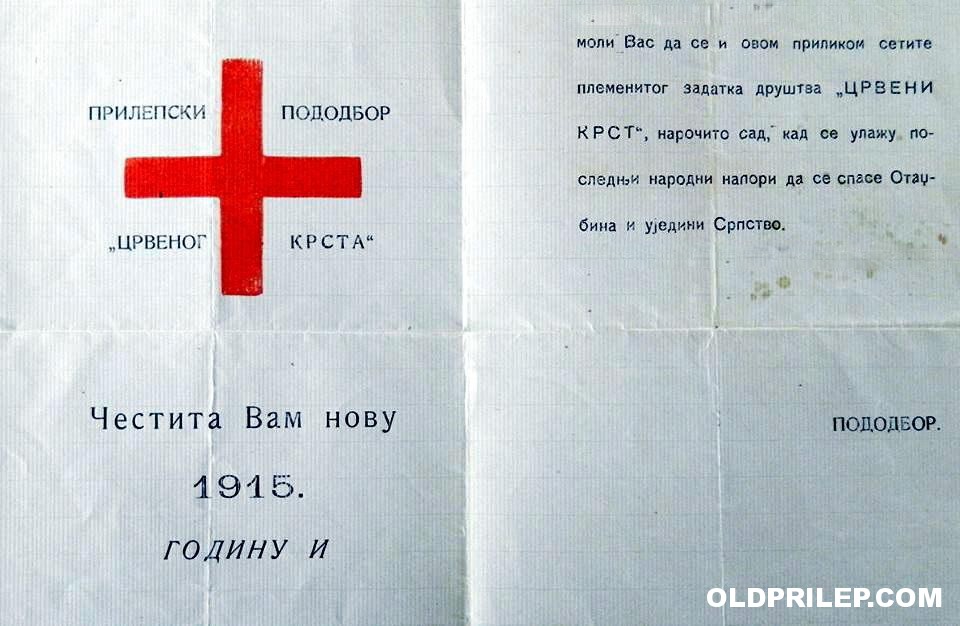 ПРИЛЕПСКИ ПОДОДБОР
„ЦРВЕНОГ КРСТА“
Честита Вам нову
1915.
ГОДИНУ И
моли Вас да се и овом приликом сетите
племенитог задатка друштва „ЦРВЕНИ
КРСТ“, нарочито сад, кад се улажу по-
следњи народни напори да се спасе Отаџ-
бина и уједини Српство.
ПОДОДБОР.
OLDPRILEP.COM